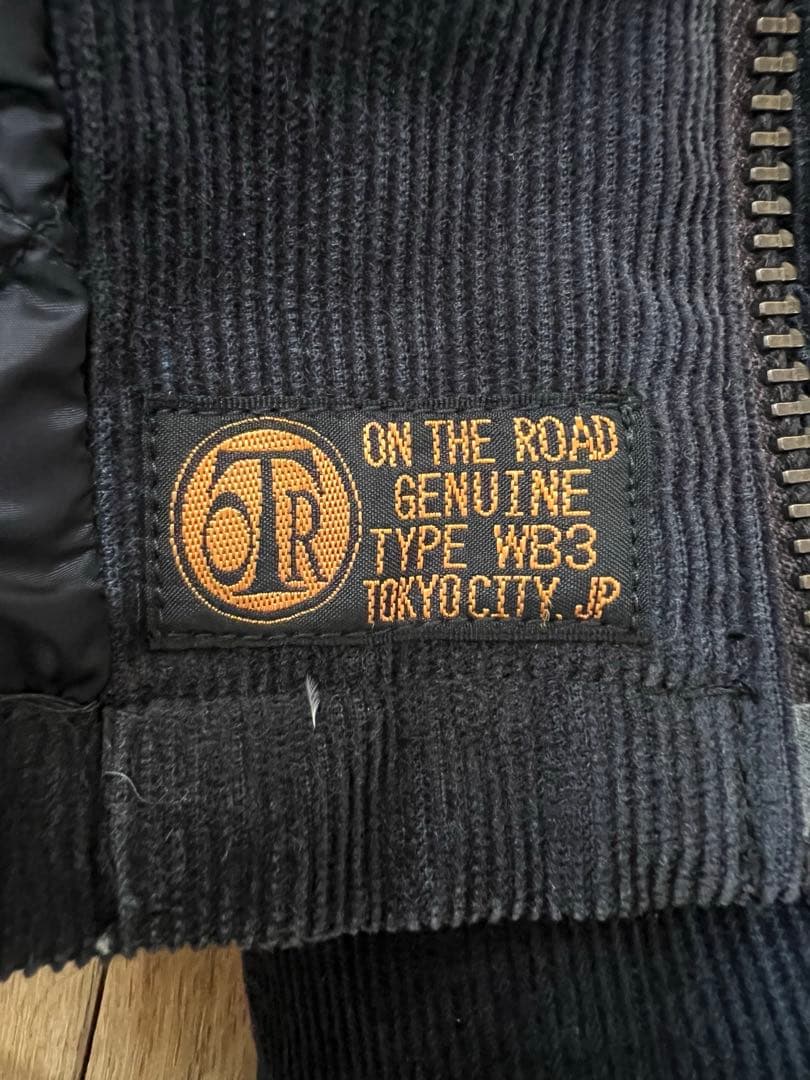 OTR
ON THE ROAD
GENUINE
TYPE WB3
TOKYO CITY, JP